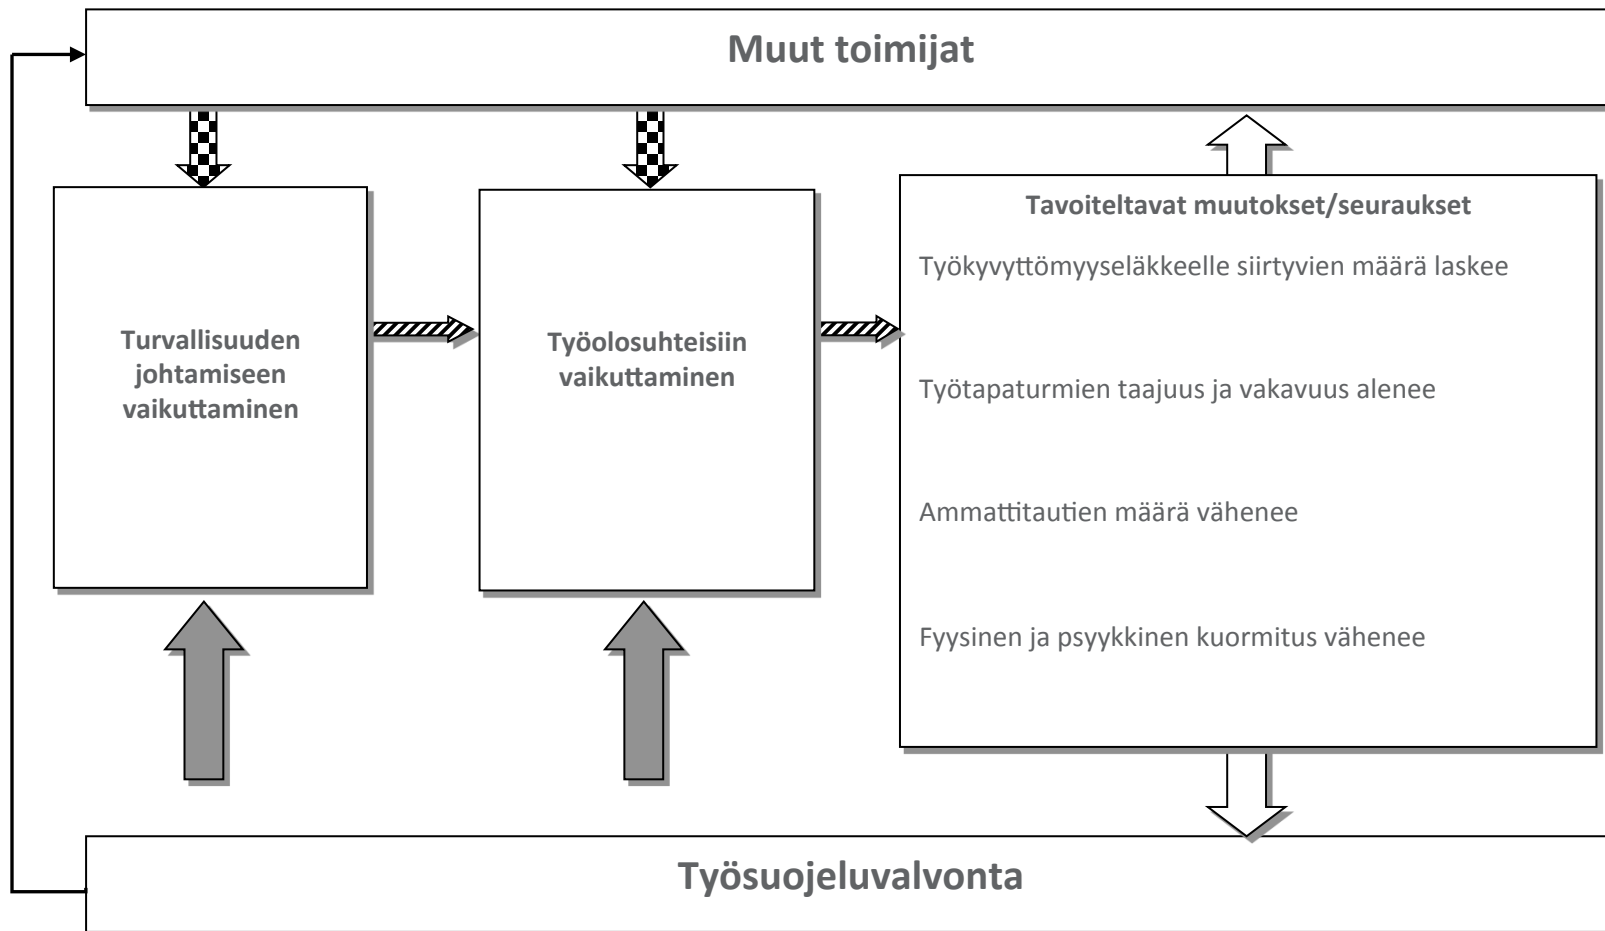 Muut toimijat
Turvallisuuden
johtamiseen
vaikuttaminen
Työolosuhteisiin
vaikuttaminen
Tavoiteltavat muutokset/seuraukset
Työkyvyttömyyseläkkeelle siirtyvien määrä laskee
Työtapaturmien taajuus ja vakavuus alenee
Ammattitautien määrä vähenee
Fyysinen ja psyykkinen kuormitus vähenee
Työsuojeluvalvonta